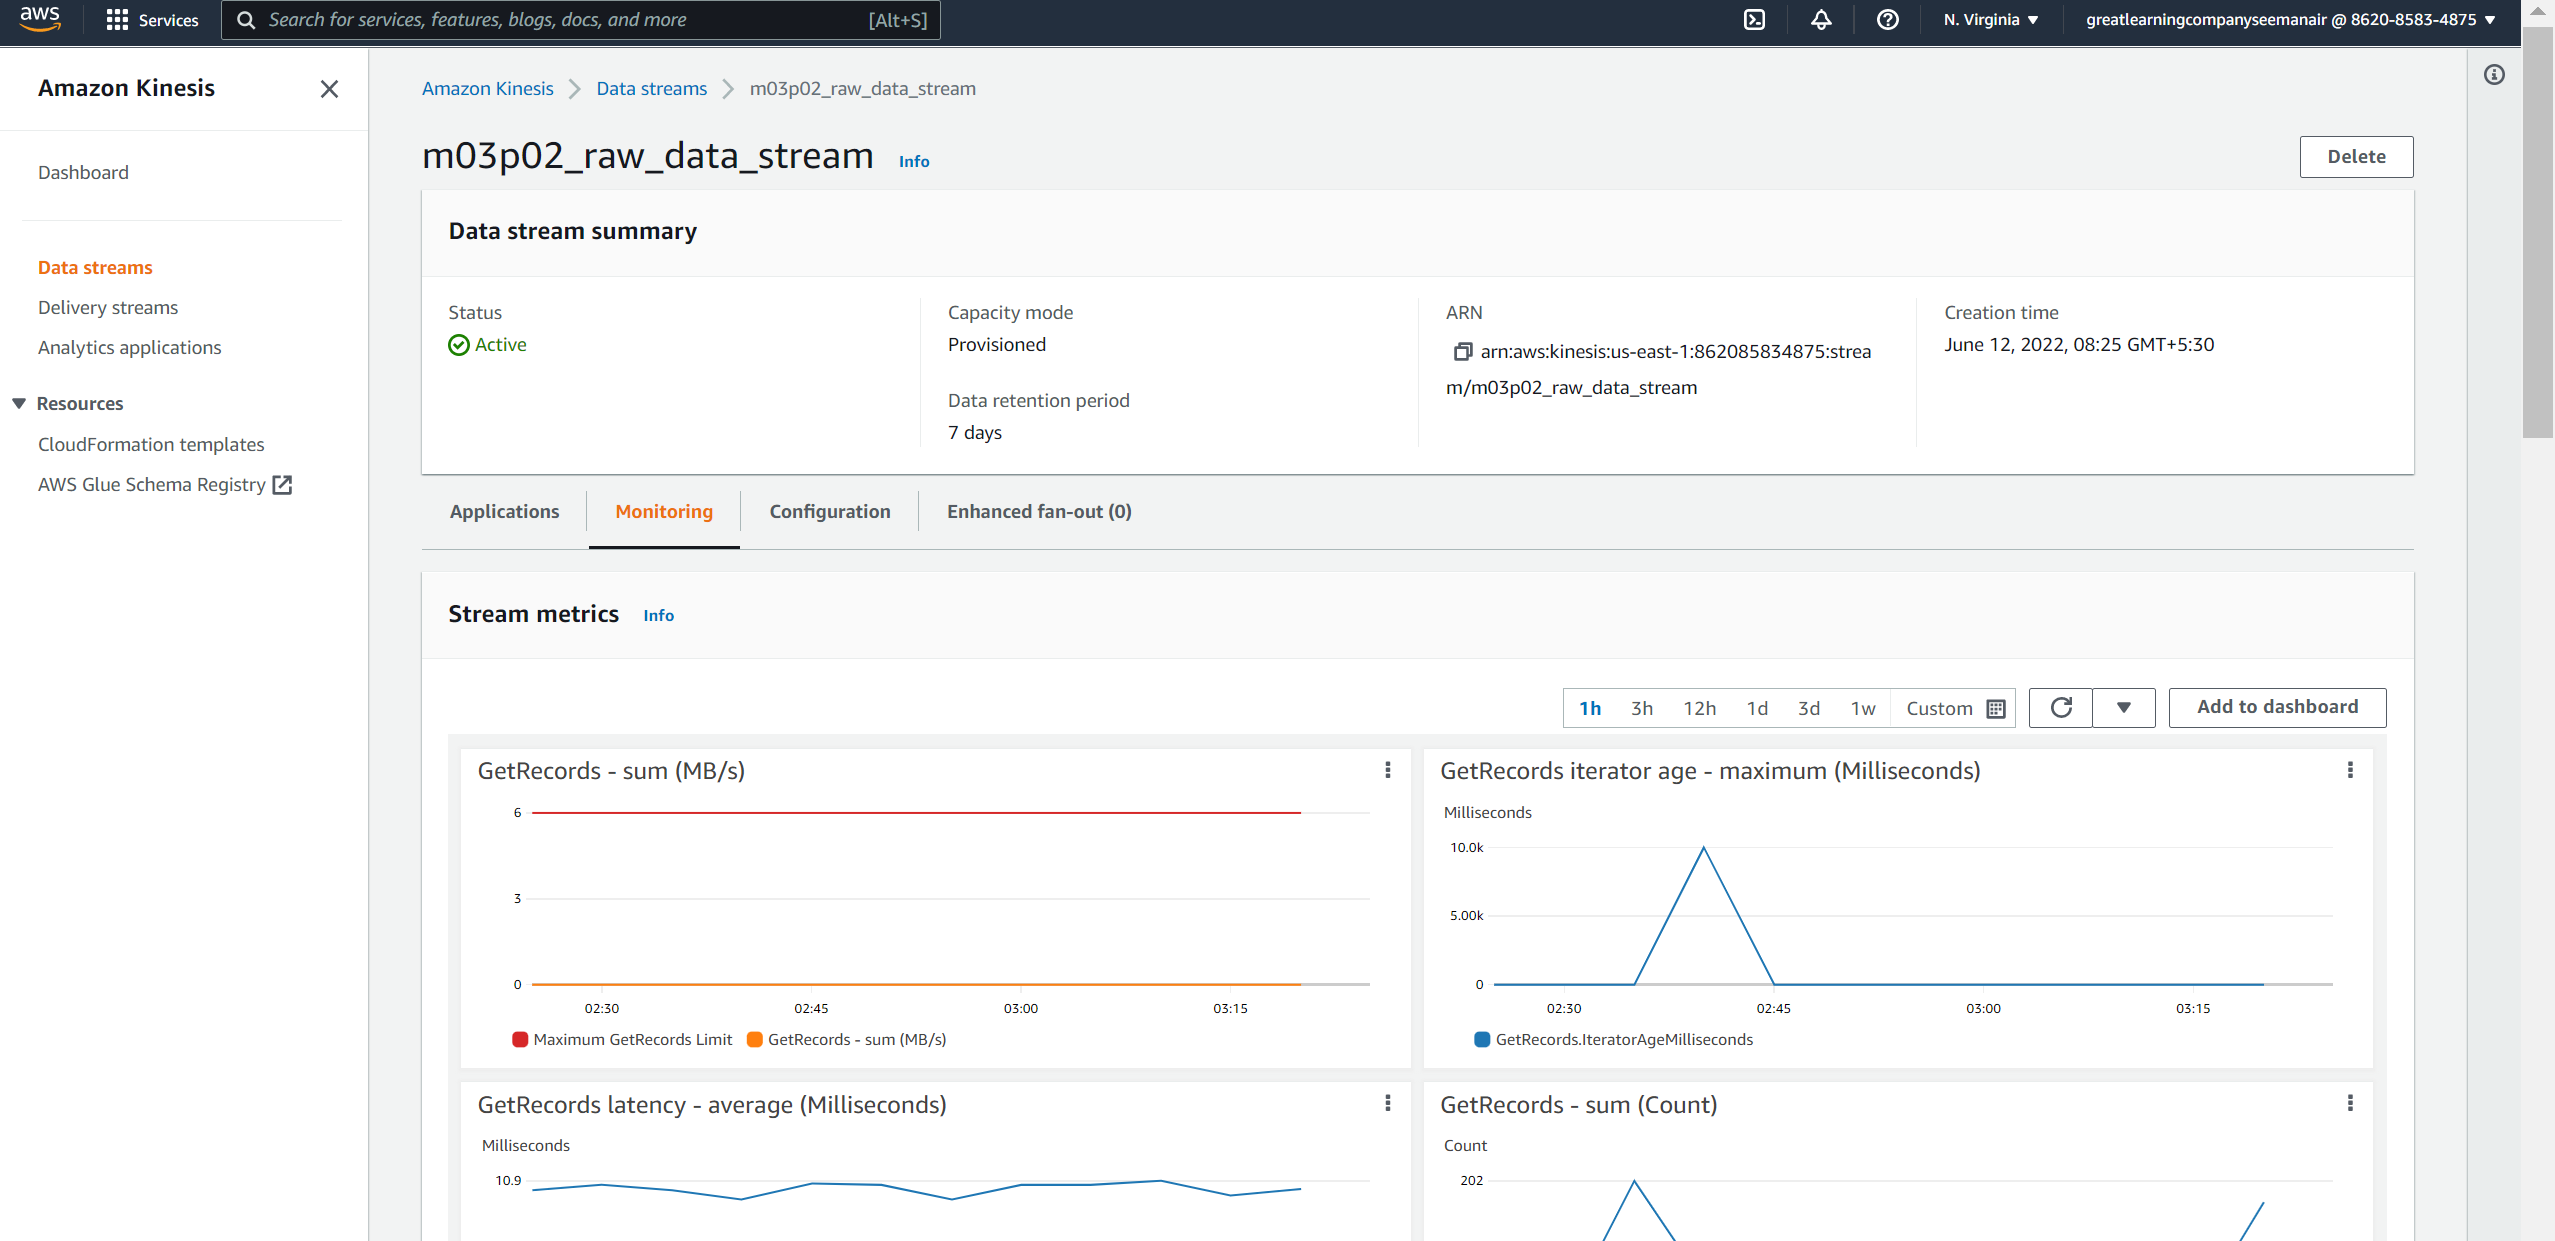 aws
Services
Search for services, features, blogs, docs, and more
[Alt+S]
N. Virginia
greatlearningcompanyseemanair @ 8620-8583-4875
Amazon Kinesis
Dashboard
Data streams
Delivery streams
Analytics applications
Resources
CloudFormation templates
AWS Glue Schema Registry
Amazon Kinesis
Data streams
m03p02_raw_data_stream
m03p02_raw_data_stream
Info
Delete
Data stream summary
Status
Active
Capacity mode
Provisioned
Data retention period
7 days
ARN
arn:aws:kinesis:us-east-1:862085834875:strea
m/m03p02_raw_data_stream
Creation time
June 12, 2022, 08:25 GMT+5:30
Applications
Monitoring
Configuration
Enhanced fan-out (0)
Stream metrics
Info
1h
3h
12h
1d
3d
1w
Custom
Add to dashboard
GetRecords - sum (MB/s)
6
3
0
02:30
02:45
03:00
03:15
Maximum GetRecords Limit
GetRecords - sum (MB/s)
GetRecords iterator age - maximum (Milliseconds)
Milliseconds
10.0k
5.00k
0
02:30
02:45
03:00
03:15
GetRecords.IteratorAgeMilliseconds
GetRecords latency - average (Milliseconds)
Milliseconds
10.9
GetRecords - sum (Count)
Count
202